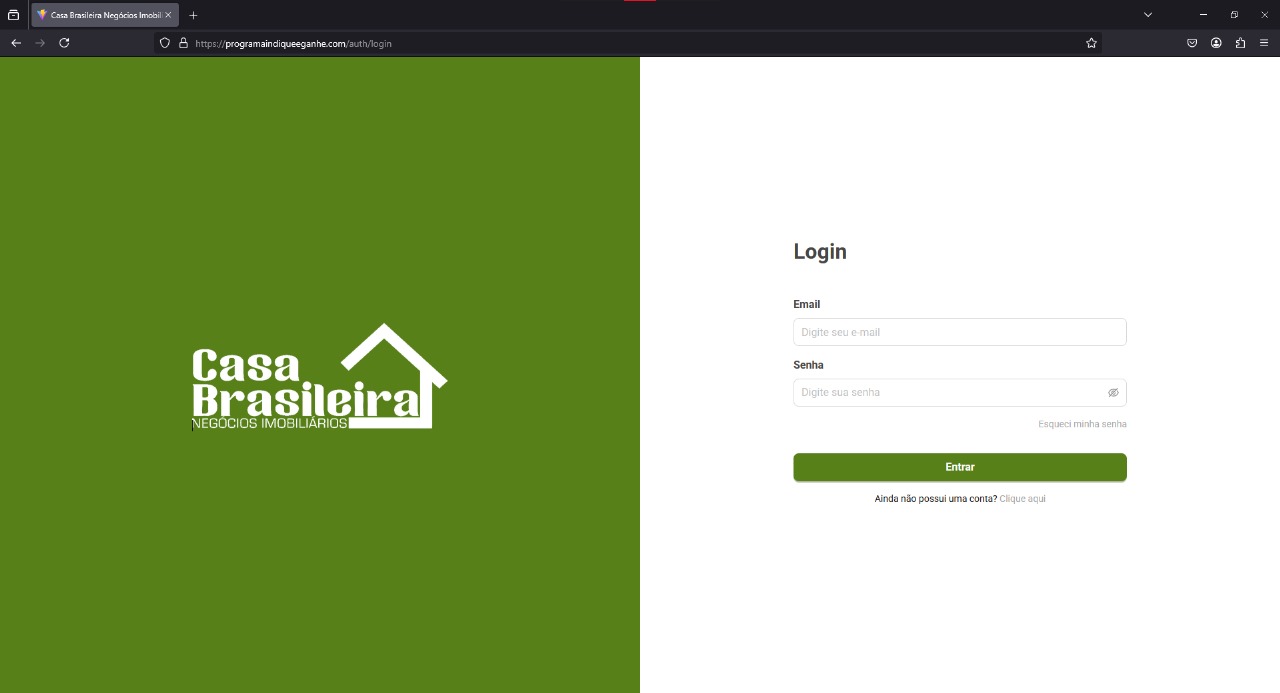 Casa Brasileira Negócios Imobil
https://programaindiqueeganhe.com/auth/login
Casa
Brasileira
NEGÓCIOS IMOBILIÁRIOS
Login
Email
Digite seu e-mail
Senha
Digite sua senha
Esqueci minha senha
Entrar
Ainda não possui uma conta? Clique aqui